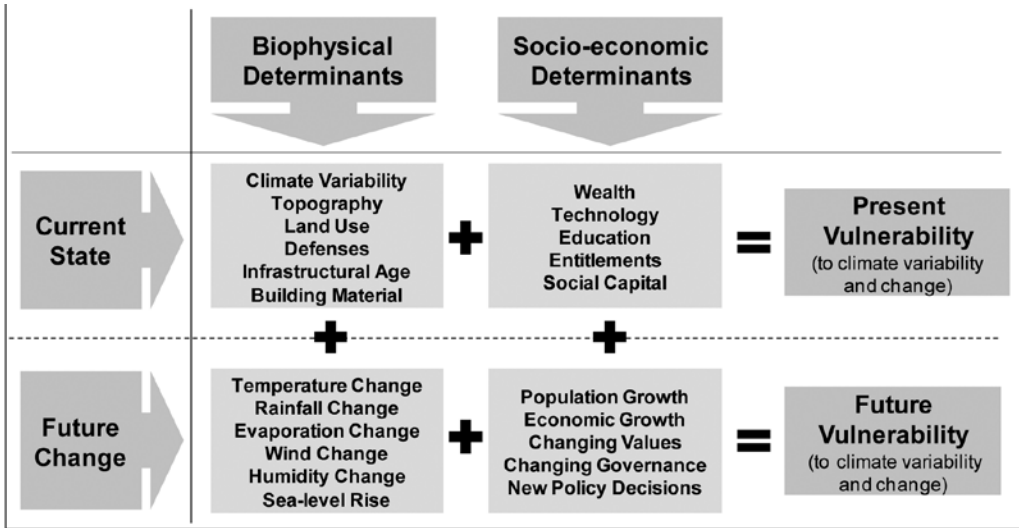 Biophysical
Determinants
Socio-economic
Determinants
Current
State
Climate Variability
Topography
Land Use
Defenses
Infrastructural Age
Building Material
+
Wealth
Technology
Education
Entitlements
Social Capital
=
Present
Vulnerability
(to climate variability
and change)
+
+
Future
Change
Temperature Change
Rainfall Change
Evaporation Change
Wind Change
Humidity Change
Sea-level Rise
+
Population Growth
Economic Growth
Changing Values
Changing Governance
New Policy Decisions
=
Future
Vulnerability
(to climate variability
and change)